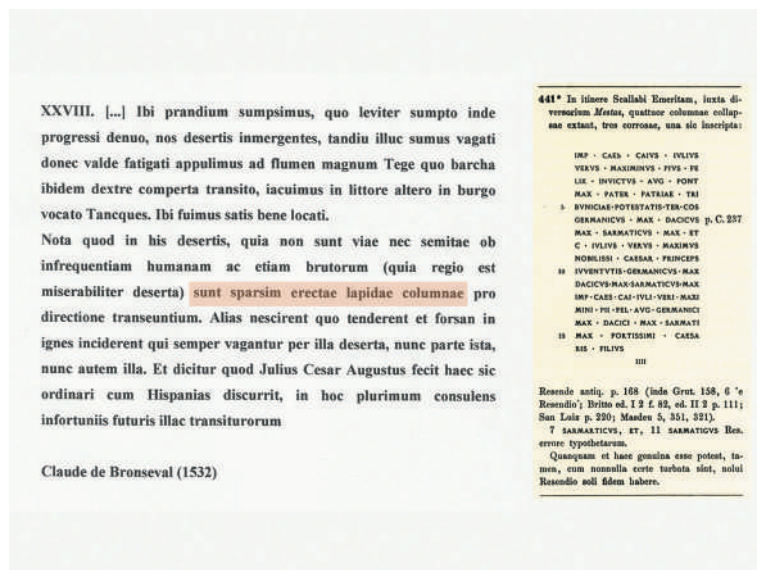 XXVIII. [...] Ibi prandium sumpsimus, quo leviter sumpto inde
progressi denuo, nos desertis inmergentes, tandiu illuc sumus vagati
donec valde fatigati appulimus ad flumen magnum Tege quo barcha
ibidem dextre comperta transito, iacuimus in littore altero in burgo
vocato Tancques. Ibi fuimus satis bene locati.
Nota quod in his desertis, quia non sunt viae nec semitae ob
infrequentiam humanam ac etiam brutorum (quia regio est
miserabiliter deserta) sunt sparsim erectae lapidae columnae pro
directione transeuntium. Alias nescirent quo tenderent et forsan in
ignes inciderent qui semper vagantur per illa deserta, nunc parte ista,
nunc autem illa. Et dicitur quod Julius Cesar Augustus fecit haec sic
ordinari cum Hispanias discurrit, in hoc plurimum consulens
infortuniis futuris illac transiturorum
Claude de Bronseval (1532)
441* In itinere Scallabi Emeritam, iuxta di-
versorium Mestas, quattuor columnae collap-
sae extant, tres corrosae, una sic inscripta:
IMP · CAES · CAIVS · IVLIVS
VERVS · MAXIMINVS · PIVS · FE
LIX · INVICTVS · AVG · PONT
MAX · PATER · PATRIAE · TRI
5 BVNICIAE·POTESTATIS·TER·COS
GERMANICVS · MAX · DACICVS p. C. 237
MAX · SARMATICVS · MAX · ET
C · IVLIVS · VERVS · MAXIMVS
NOBILISSI · CAESAR · PRINCEPS
10 IVVENTVTIS·GERMANICVS·MAX
DACICVS·MAX·SARMATICVS·MAX
IMP·CAES·CAI·IVLI·VERI·MAXI
MINI·PII·FEL·AVG·GERMANICI
MAX · DACICI · MAX · SARMATI
15 MAX · FORTISSIMI · CAESA
RIS · FILIVS
IIII
Resende antiq. p. 168 (inde Grut. 158, 6 'e
Resendio'; Britto ed. I 2 f. 82, ed. II 2 p. 111;
San Luiz p. 220; Masdeu 5, 351, 321).
7 SARMARTICVS, ET, 11 SARMATIGVS Res.
errore typothetarum.
Quanquam et haec genuina esse potest, ta-
men, cum nonnulla certe turbata sint, nolui
Resendio soli fidem habere.